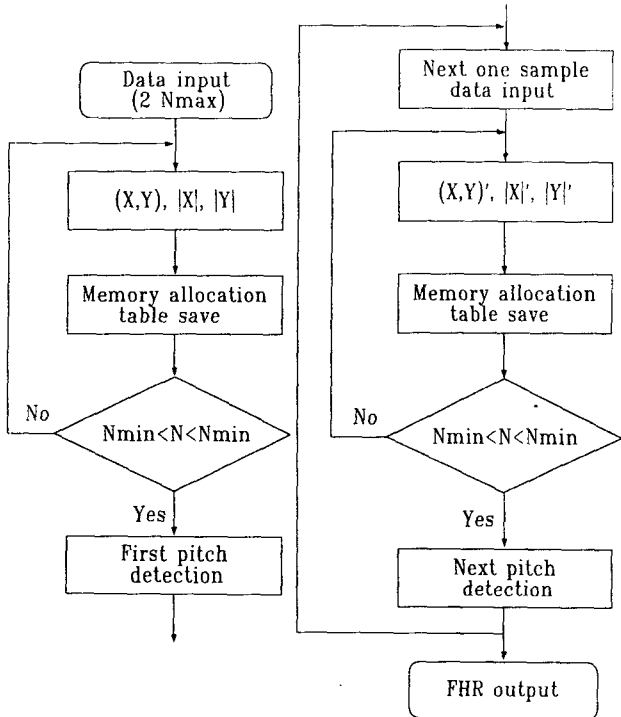 Data input
(2 Nmax)
(X,Y), |X|, |Y|
Memory allocation
table save
No
Nmin<N<Nmin
Yes
First pitch
detection
Next one sample
data input
(X,Y)′, |X|′, |Y|′
Memory allocation
table save
No
Nmin<N<Nmin
Yes
Next pitch
detection
FHR output